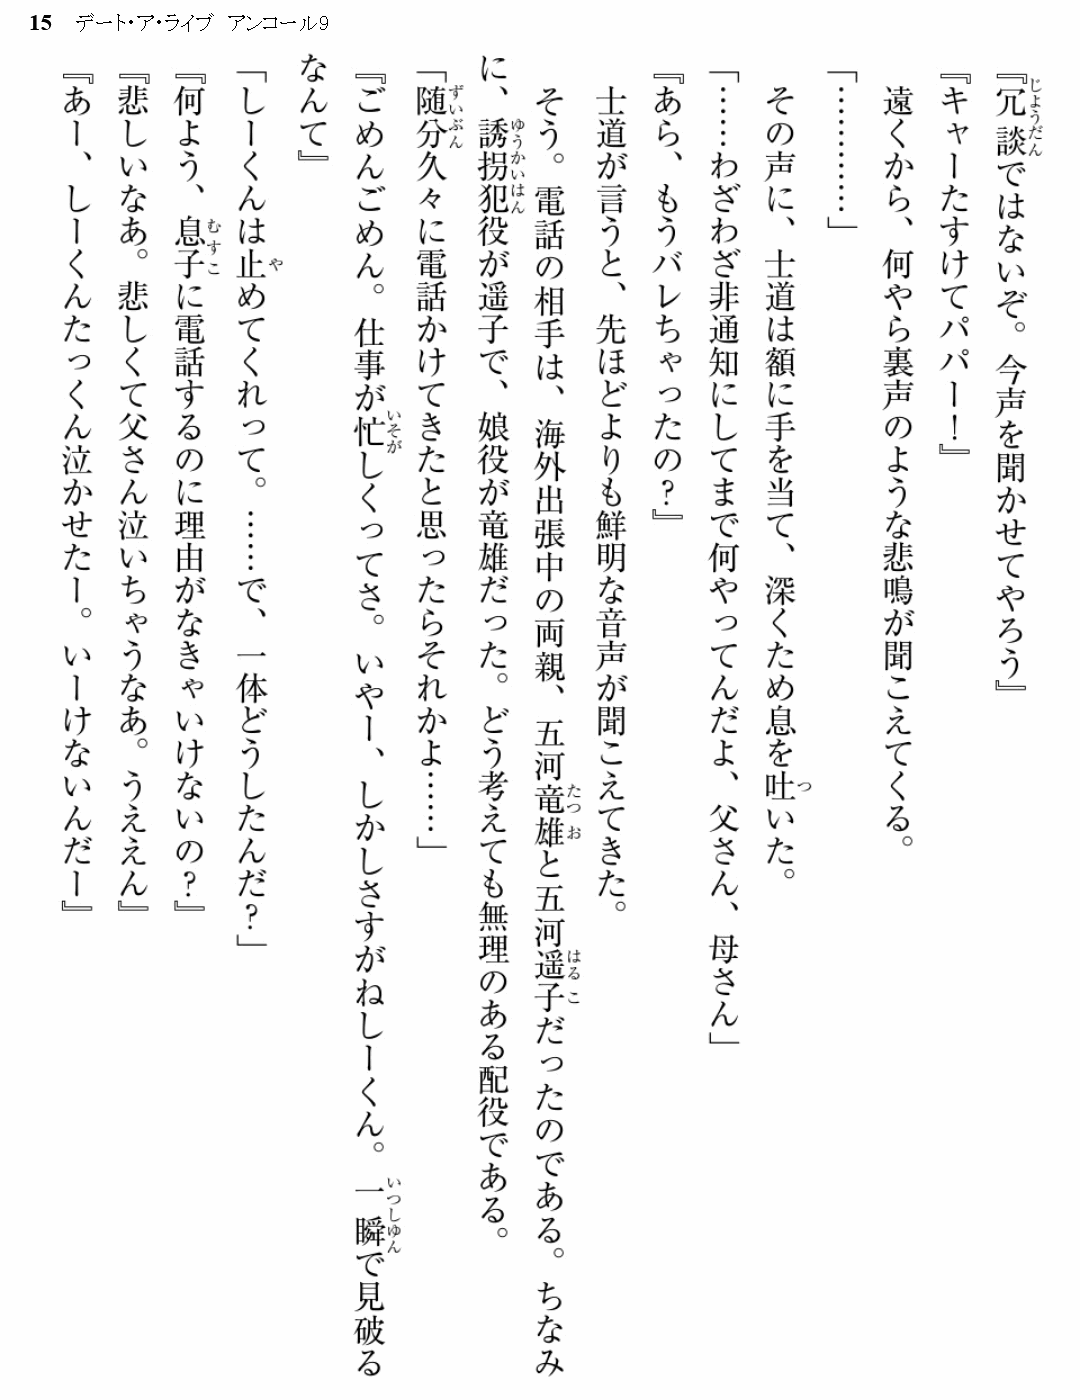 15 デート・ア・ライブ アンコール9
『冗談ではないぞ。今声を聞かせてやろう』
『キャーたすけてパパー！』
遠くから、何やら裏声のような悲鳴が聞こえてくる。
「…………」
その声に、士道は額に手を当て、深くため息を吐いた。
「……わざわざ非通知にしてまで何やってんだよ、父さん、母さん」
『あら、もうバレちゃったの？』
士道が言うと、先ほどよりも鮮明な音声が聞こえてきた。
そう。電話の相手は、海外出張中の両親、五河竜雄と五河遥子だったのである。ちなみ
に、誘拐犯役が遥子で、娘役が竜雄だった。どう考えても無理のある配役である。
「随分久々に電話かけてきたと思ったらそれかよ……」
『ごめんごめん。仕事が忙しくってさ。いやー、しかしさすがねしーくん。一瞬で見破る
なんて』
「しーくんは止めてくれって。……で、一体どうしたんだ？」
『何よう、息子に電話するのに理由がなきゃいけないの？』
『悲しいなあ。悲しくて父さん泣いちゃうなあ。うええん』
『あー、しーくんたっくん泣かせたー。いーけないんだー』